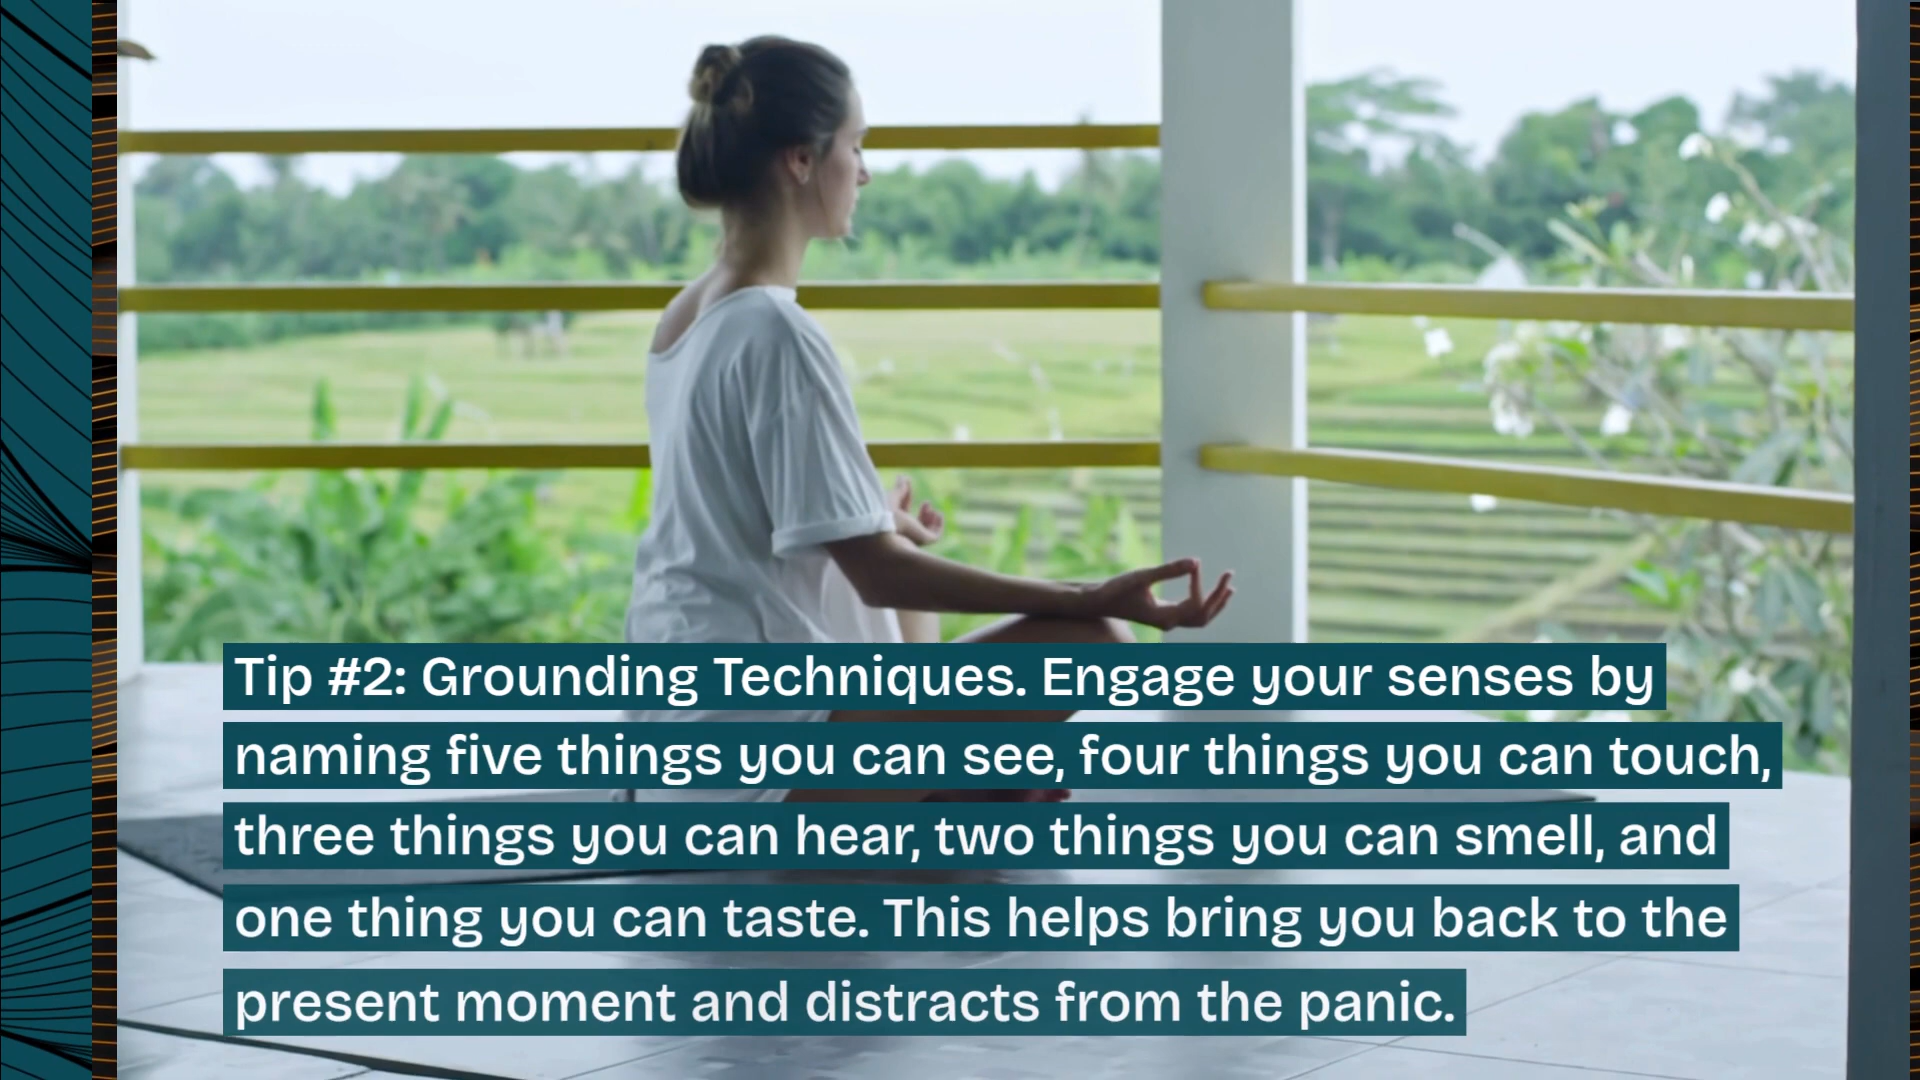 Tip #2: Grounding Techniques. Engage your senses by
naming five things you can see, four things you can touch,
three things you can hear, two things you can smell, and
one thing you can taste. This helps bring you back to the
present moment and distracts from the panic.